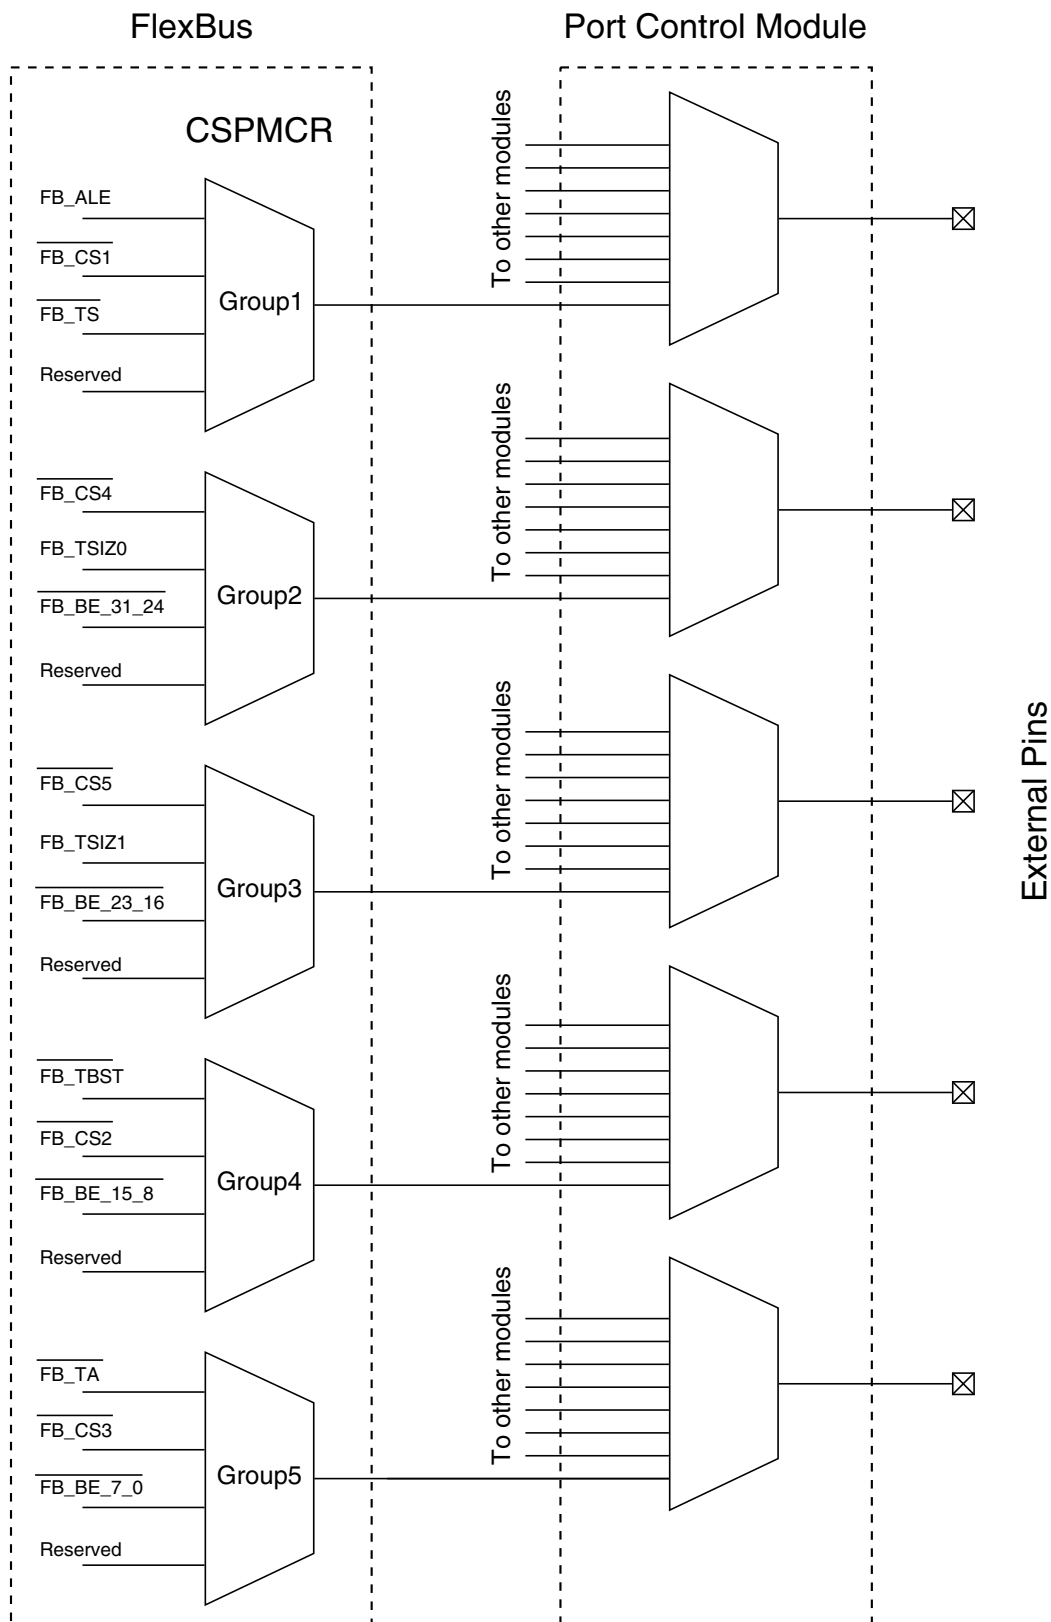 FlexBus
Port Control Module
CSPMCR
FB_ALE
FB_CS1
FB_TS
Reserved
Group1
To other modules
FB_CS4
FB_TSIZ0
FB_BE_31_24
Reserved
Group2
To other modules
FB_CS5
FB_TSIZ1
FB_BE_23_16
Reserved
Group3
To other modules
External Pins
FB_TBST
FB_CS2
FB_BE_15_8
Reserved
Group4
To other modules
FB_TA
FB_CS3
FB_BE_7_0
Reserved
Group5
To other modules